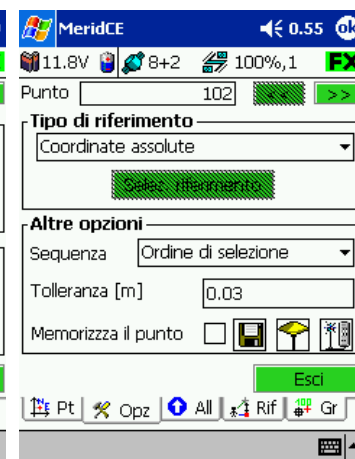 MeridCE 0.55 ok
11.8V 8+2 100%,1 FX
Punto 102 << >>
Tipo di riferimento
Coordinate assolute
Selez. riferimento
Altre opzioni
Sequenza Ordine di selezione
Tolleranza [m] 0.03
Memorizzza il punto
Esci
Pt Opz All Rif Gr